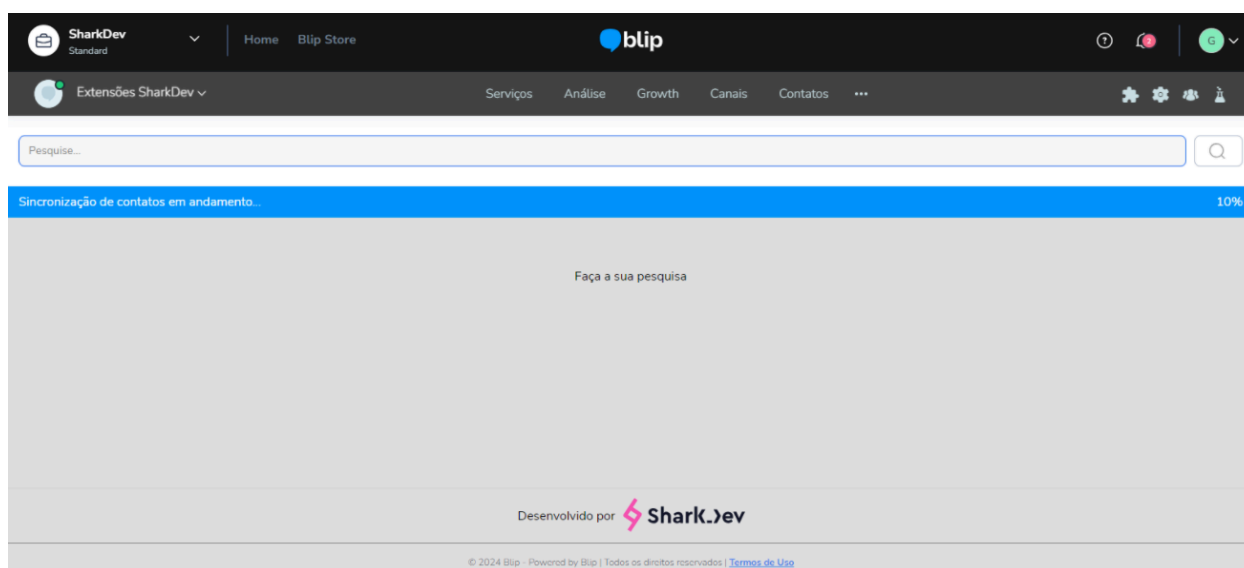 SharkDev
Standard
Home Blip Store
blip
?
2
G
Extensões SharkDev
Serviços Análise Growth Canais Contatos ...
Pesquise...
Sincronização de contatos em andamento... 10%
Faça a sua pesquisa
Desenvolvido por Shark_)ev
© 2024 Blip - Powered by Blip | Todos os direitos reservados | Termos de Uso